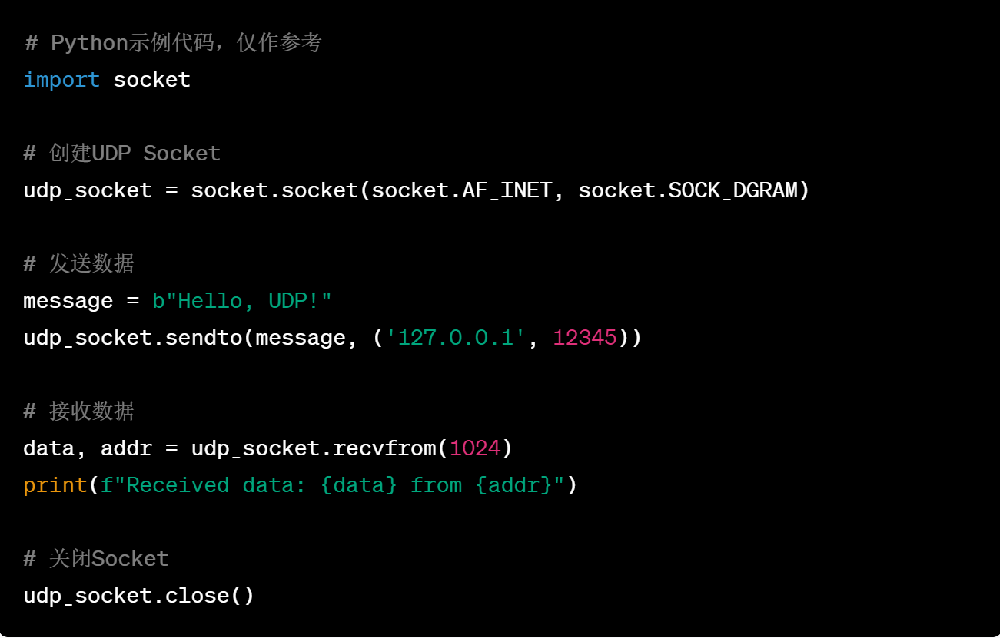 # Python示例代码，仅作参考
import socket
# 创建UDP Socket
udp_socket = socket.socket(socket.AF_INET, socket.SOCK_DGRAM)
# 发送数据
message = b"Hello, UDP!"
udp_socket.sendto(message, ('127.0.0.1', 12345))
# 接收数据
data, addr = udp_socket.recvfrom(1024)
print(f"Received data: {data} from {addr}")
# 关闭Socket
udp_socket.close()